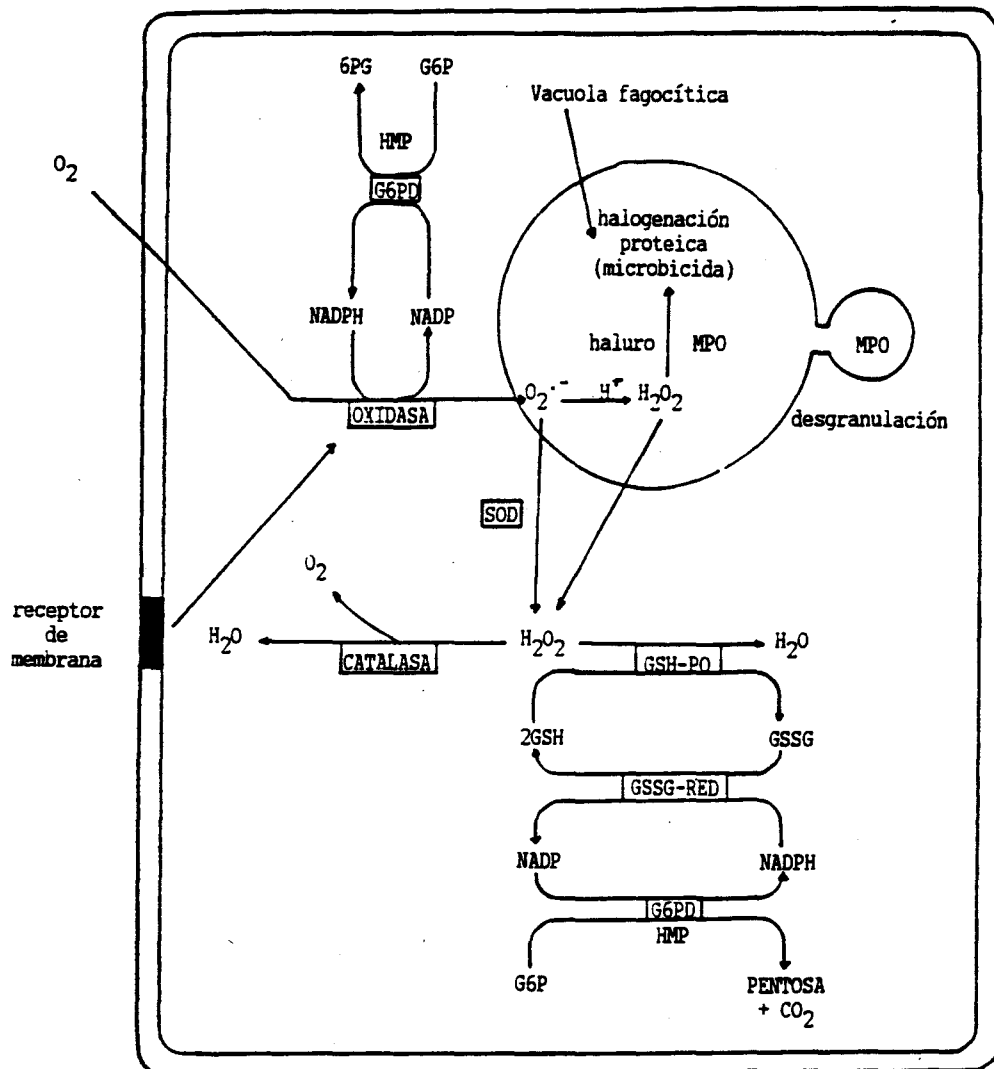 6PG G6P
HMP
G6PD
NADPH NADP
OXIDASA
O2
Vacuola fagocítica
halogenación
proteica
(microbicida)
haluro MPO
O2·- H+ H2O2
MPO
desgranulación
SOD
receptor
de
membrana
O2
H2O H2O2 H2O
CATALASA GSH-PO
2GSH GSSG
GSSG-RED
NADP NADPH
G6PD
HMP
G6P PENTOSA
+ CO2